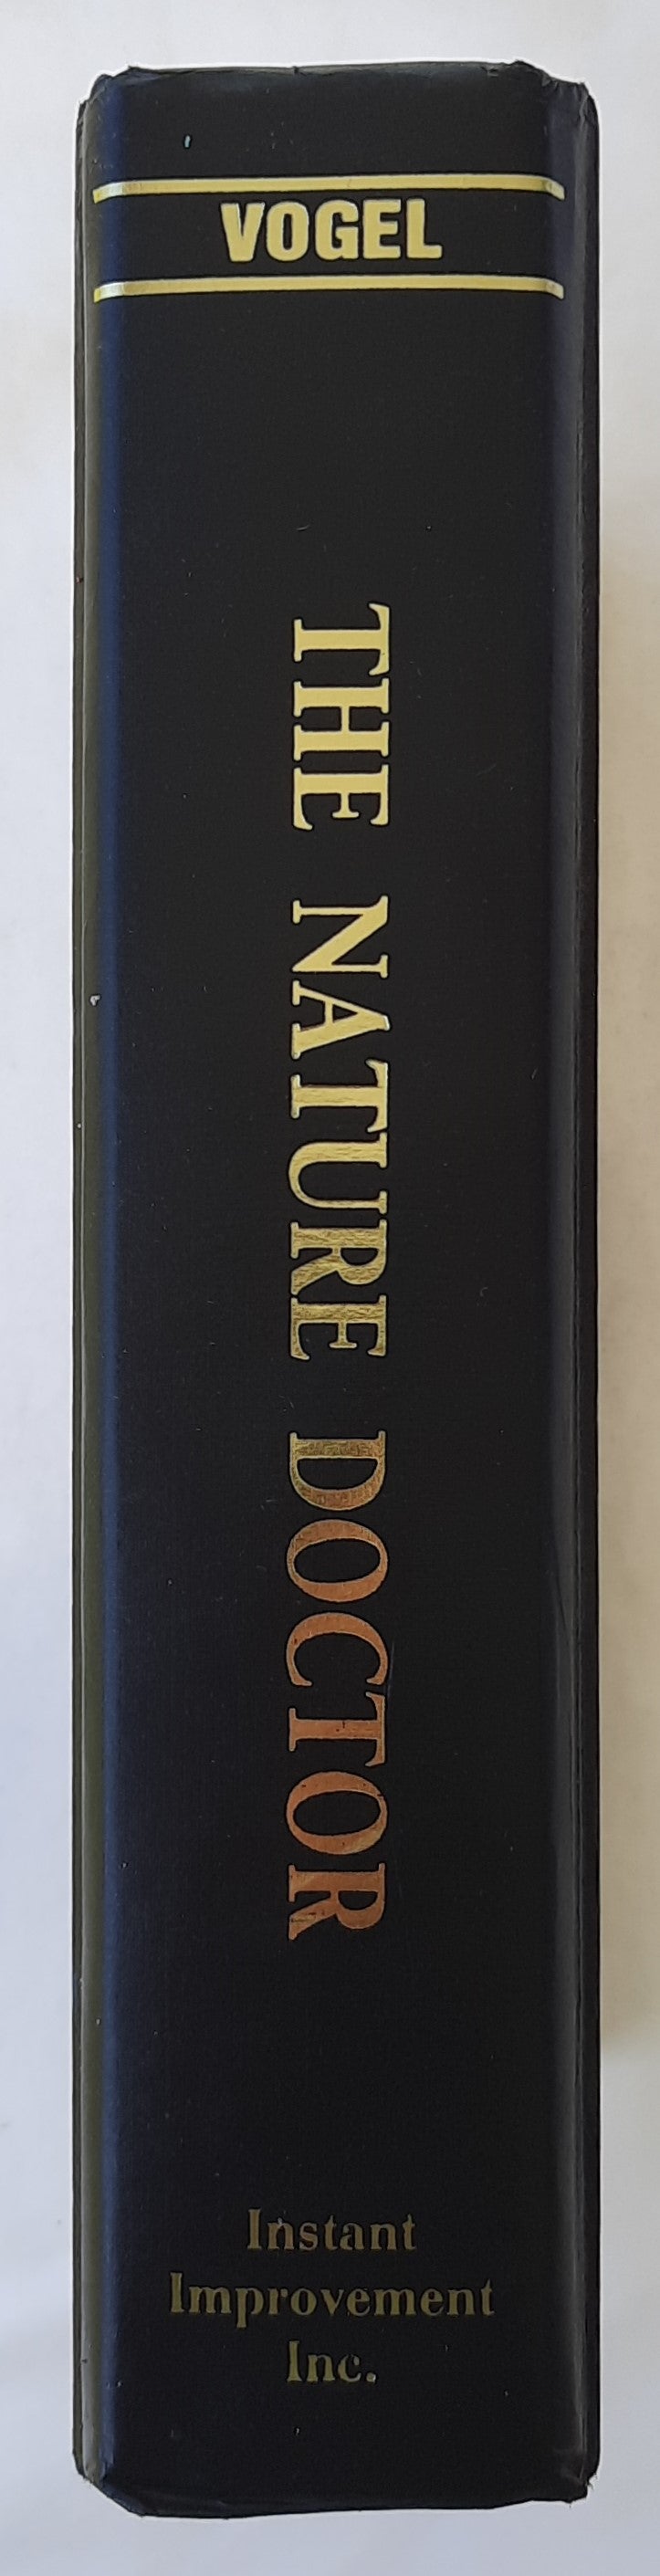 VOGEL
THE NATURE DOCTOR
Instant
Improvement
Inc.